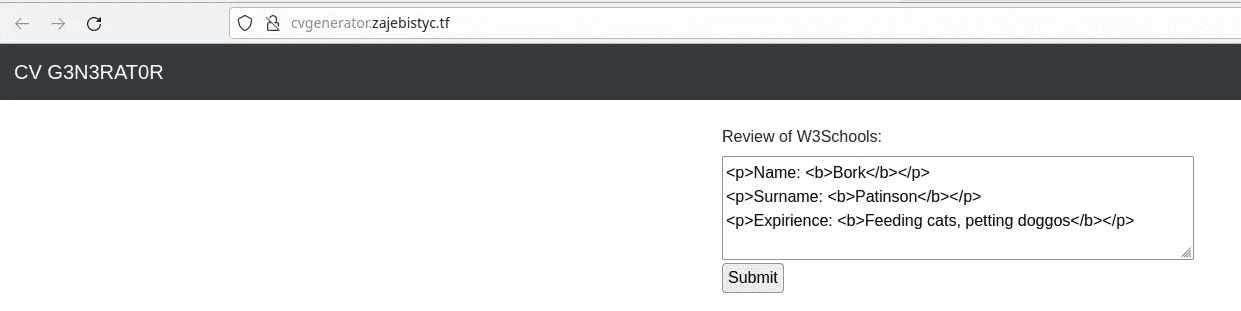 cvgenerator.zajebistyc.tf
CV G3N3RAT0R
Review of W3Schools:
<p>Name: <b>Bork</b></p>
<p>Surname: <b>Patinson</b></p>
<p>Expirience: <b>Feeding cats, petting doggos</b></p>
Submit